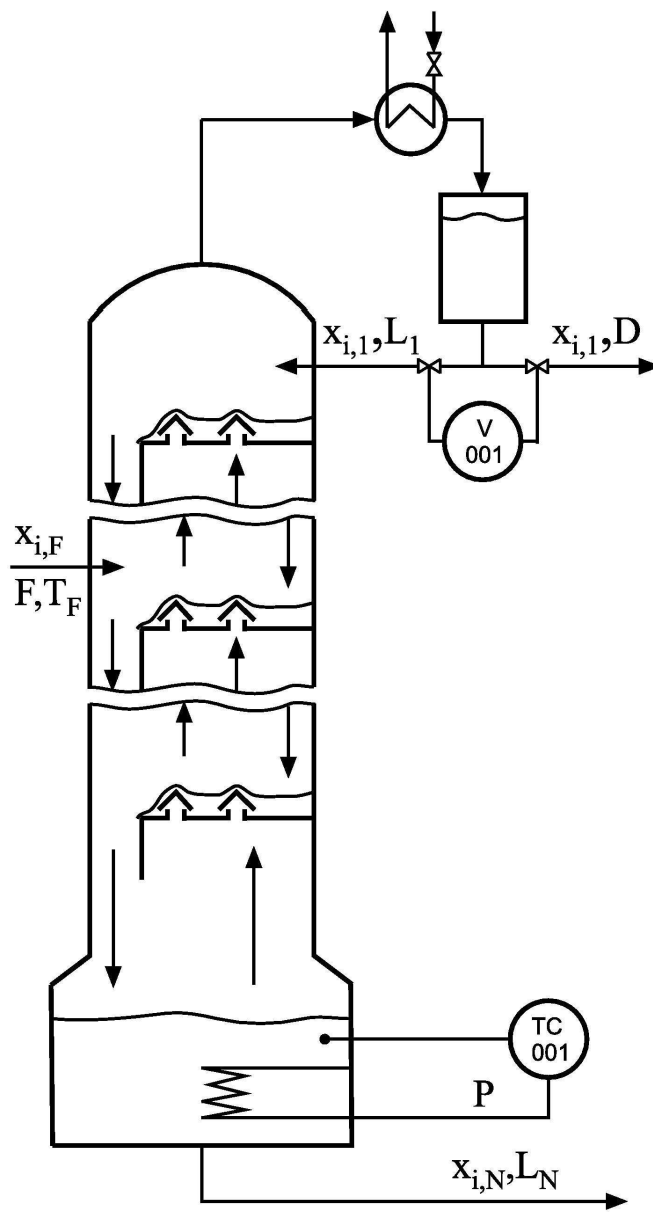 x_{i,1},L_1
x_{i,1},D
V
001
x_{i,F}
F,T_F
TC
001
P
x_{i,N},L_N